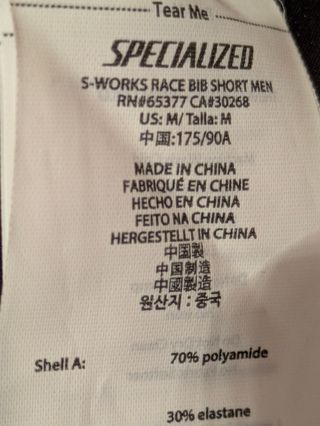 Tear Me
SPECIALIZED
S-WORKS RACE BIB SHORT MEN
RN#65377 CA#30268
US: M/ Talla: M
中国:175/90A
MADE IN CHINA
FABRIQUÉ EN CHINE
HECHO EN CHINA
FEITO NA CHINA
HERGESTELLT IN CHINA
中国製
中国制造
中國製造
원산지 : 중국
Shell A: 70% polyamide
30% elastane